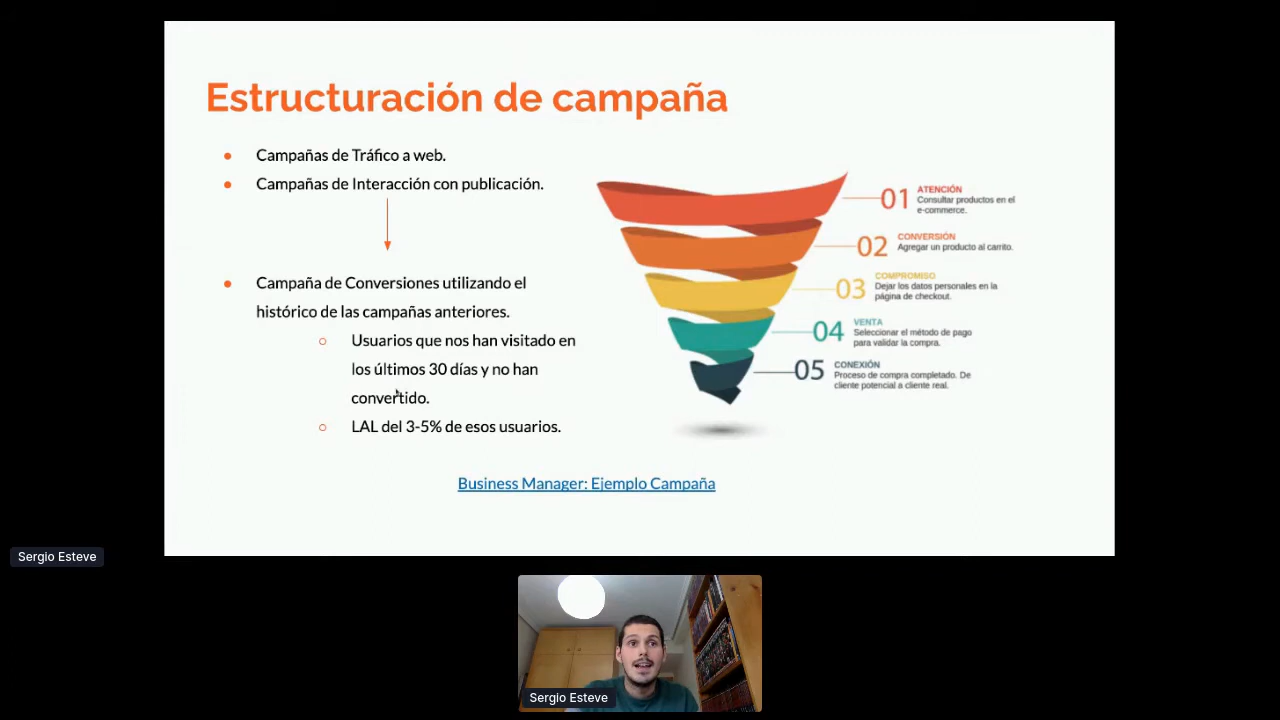 Estructuración de campaña
Campañas de Tráfico a web.
Campañas de Interacción con publicación.
Campaña de Conversiones utilizando el
histórico de las campañas anteriores.
Usuarios que nos han visitado en
los últimos 30 días y no han
convertido.
LAL del 3-5% de esos usuarios.
01
ATENCIÓN
Consultar productos en el
e-commerce.
02
CONVERSIÓN
Agregar un producto al carrito.
03
COMPROMISO
Dejar los datos personales en la
página de checkout.
04
VENTA
Seleccionar el método de pago
para validar la compra.
05
CONEXIÓN
Proceso de compra completado. De
cliente potencial a cliente real.
Business Manager: Ejemplo Campaña
Sergio Esteve
Sergio Esteve